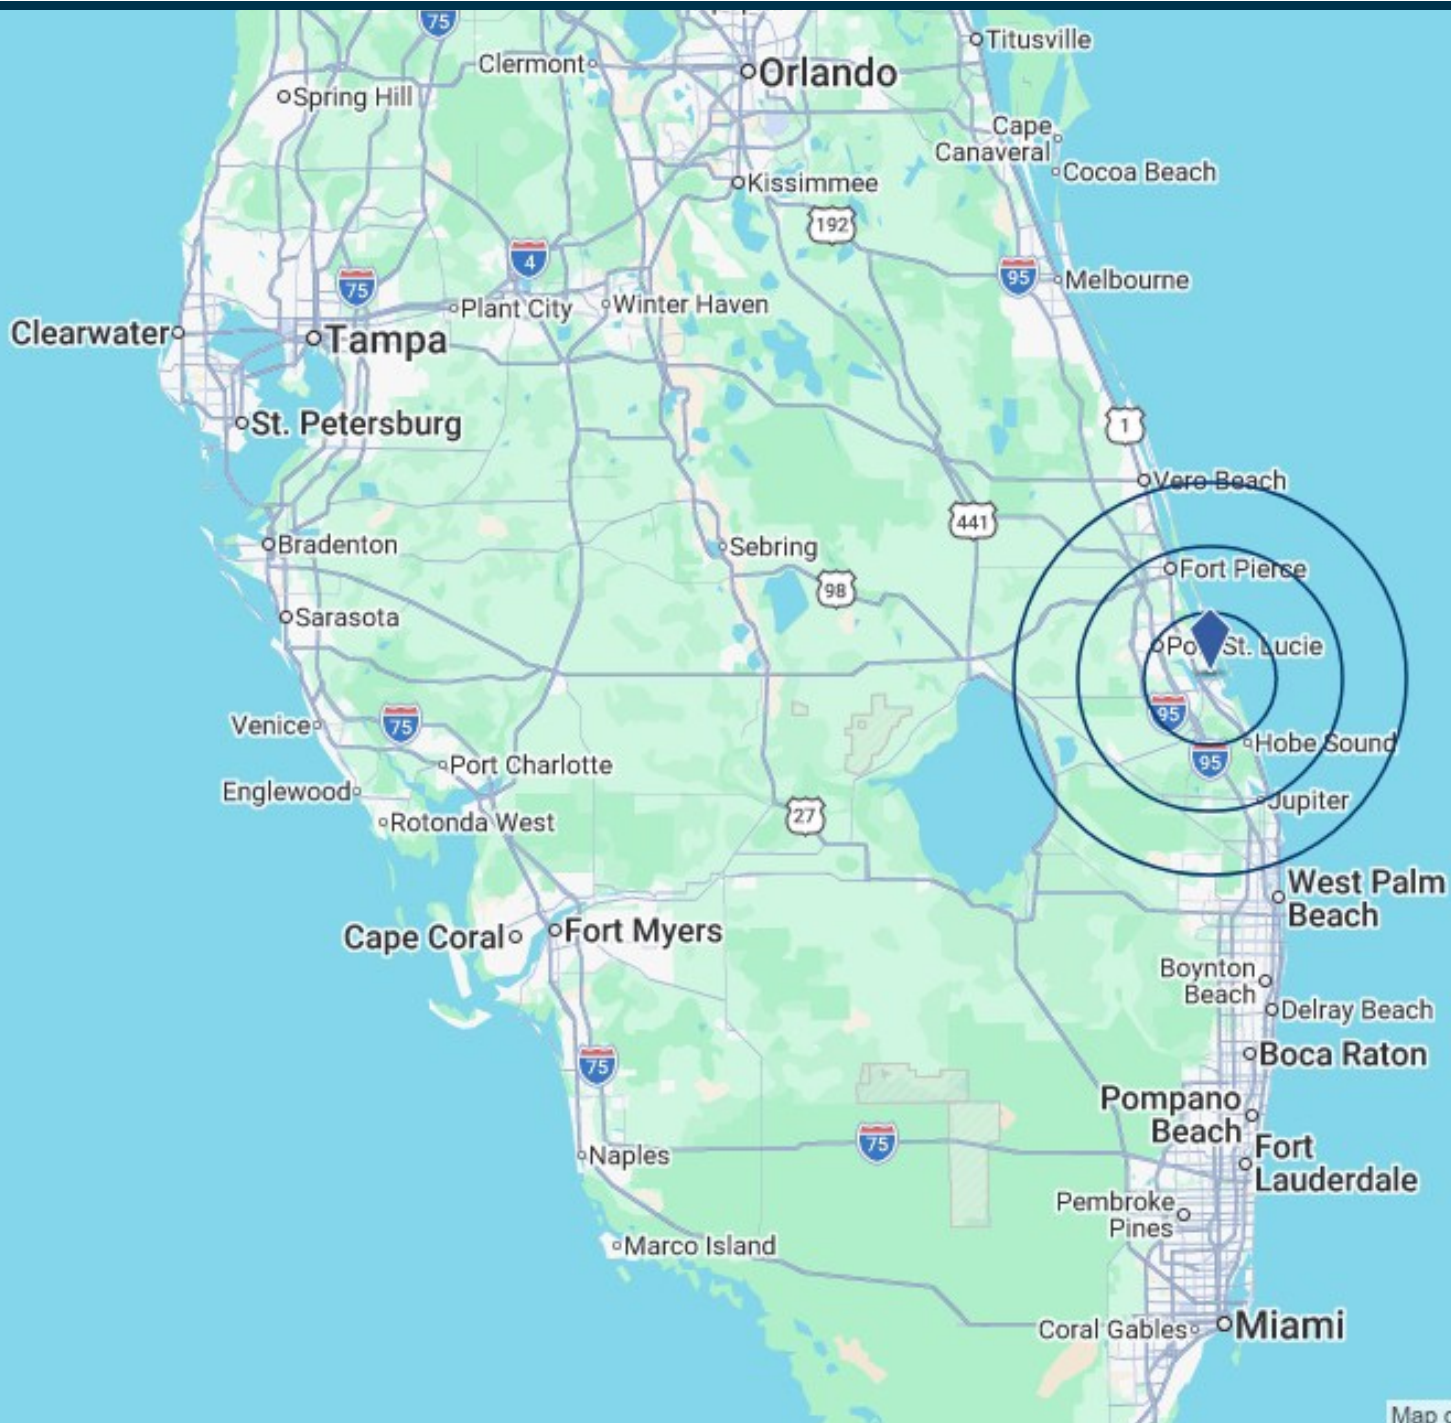 75
Titusville
Clermont
Orlando
Spring Hill
Cape
Canaveral
Cocoa Beach
Kissimmee
192
4
75
95
Melbourne
Plant City
Winter Haven
Clearwater
Tampa
St. Petersburg
1
Vero Beach
441
Bradenton
Sebring
98
Fort Pierce
Sarasota
St. Lucie
Venice
75
95
Hobe Sound
95
Port Charlotte
Englewood
Jupiter
Rotonda West
27
West Palm
Beach
Cape Coral
Fort Myers
Boynton
Beach
Delray Beach
Boca Raton
75
Pompano
Beach
75
Fort
Lauderdale
Naples
Pembroke
Pines
Marco Island
Coral Gables
Miami
Map